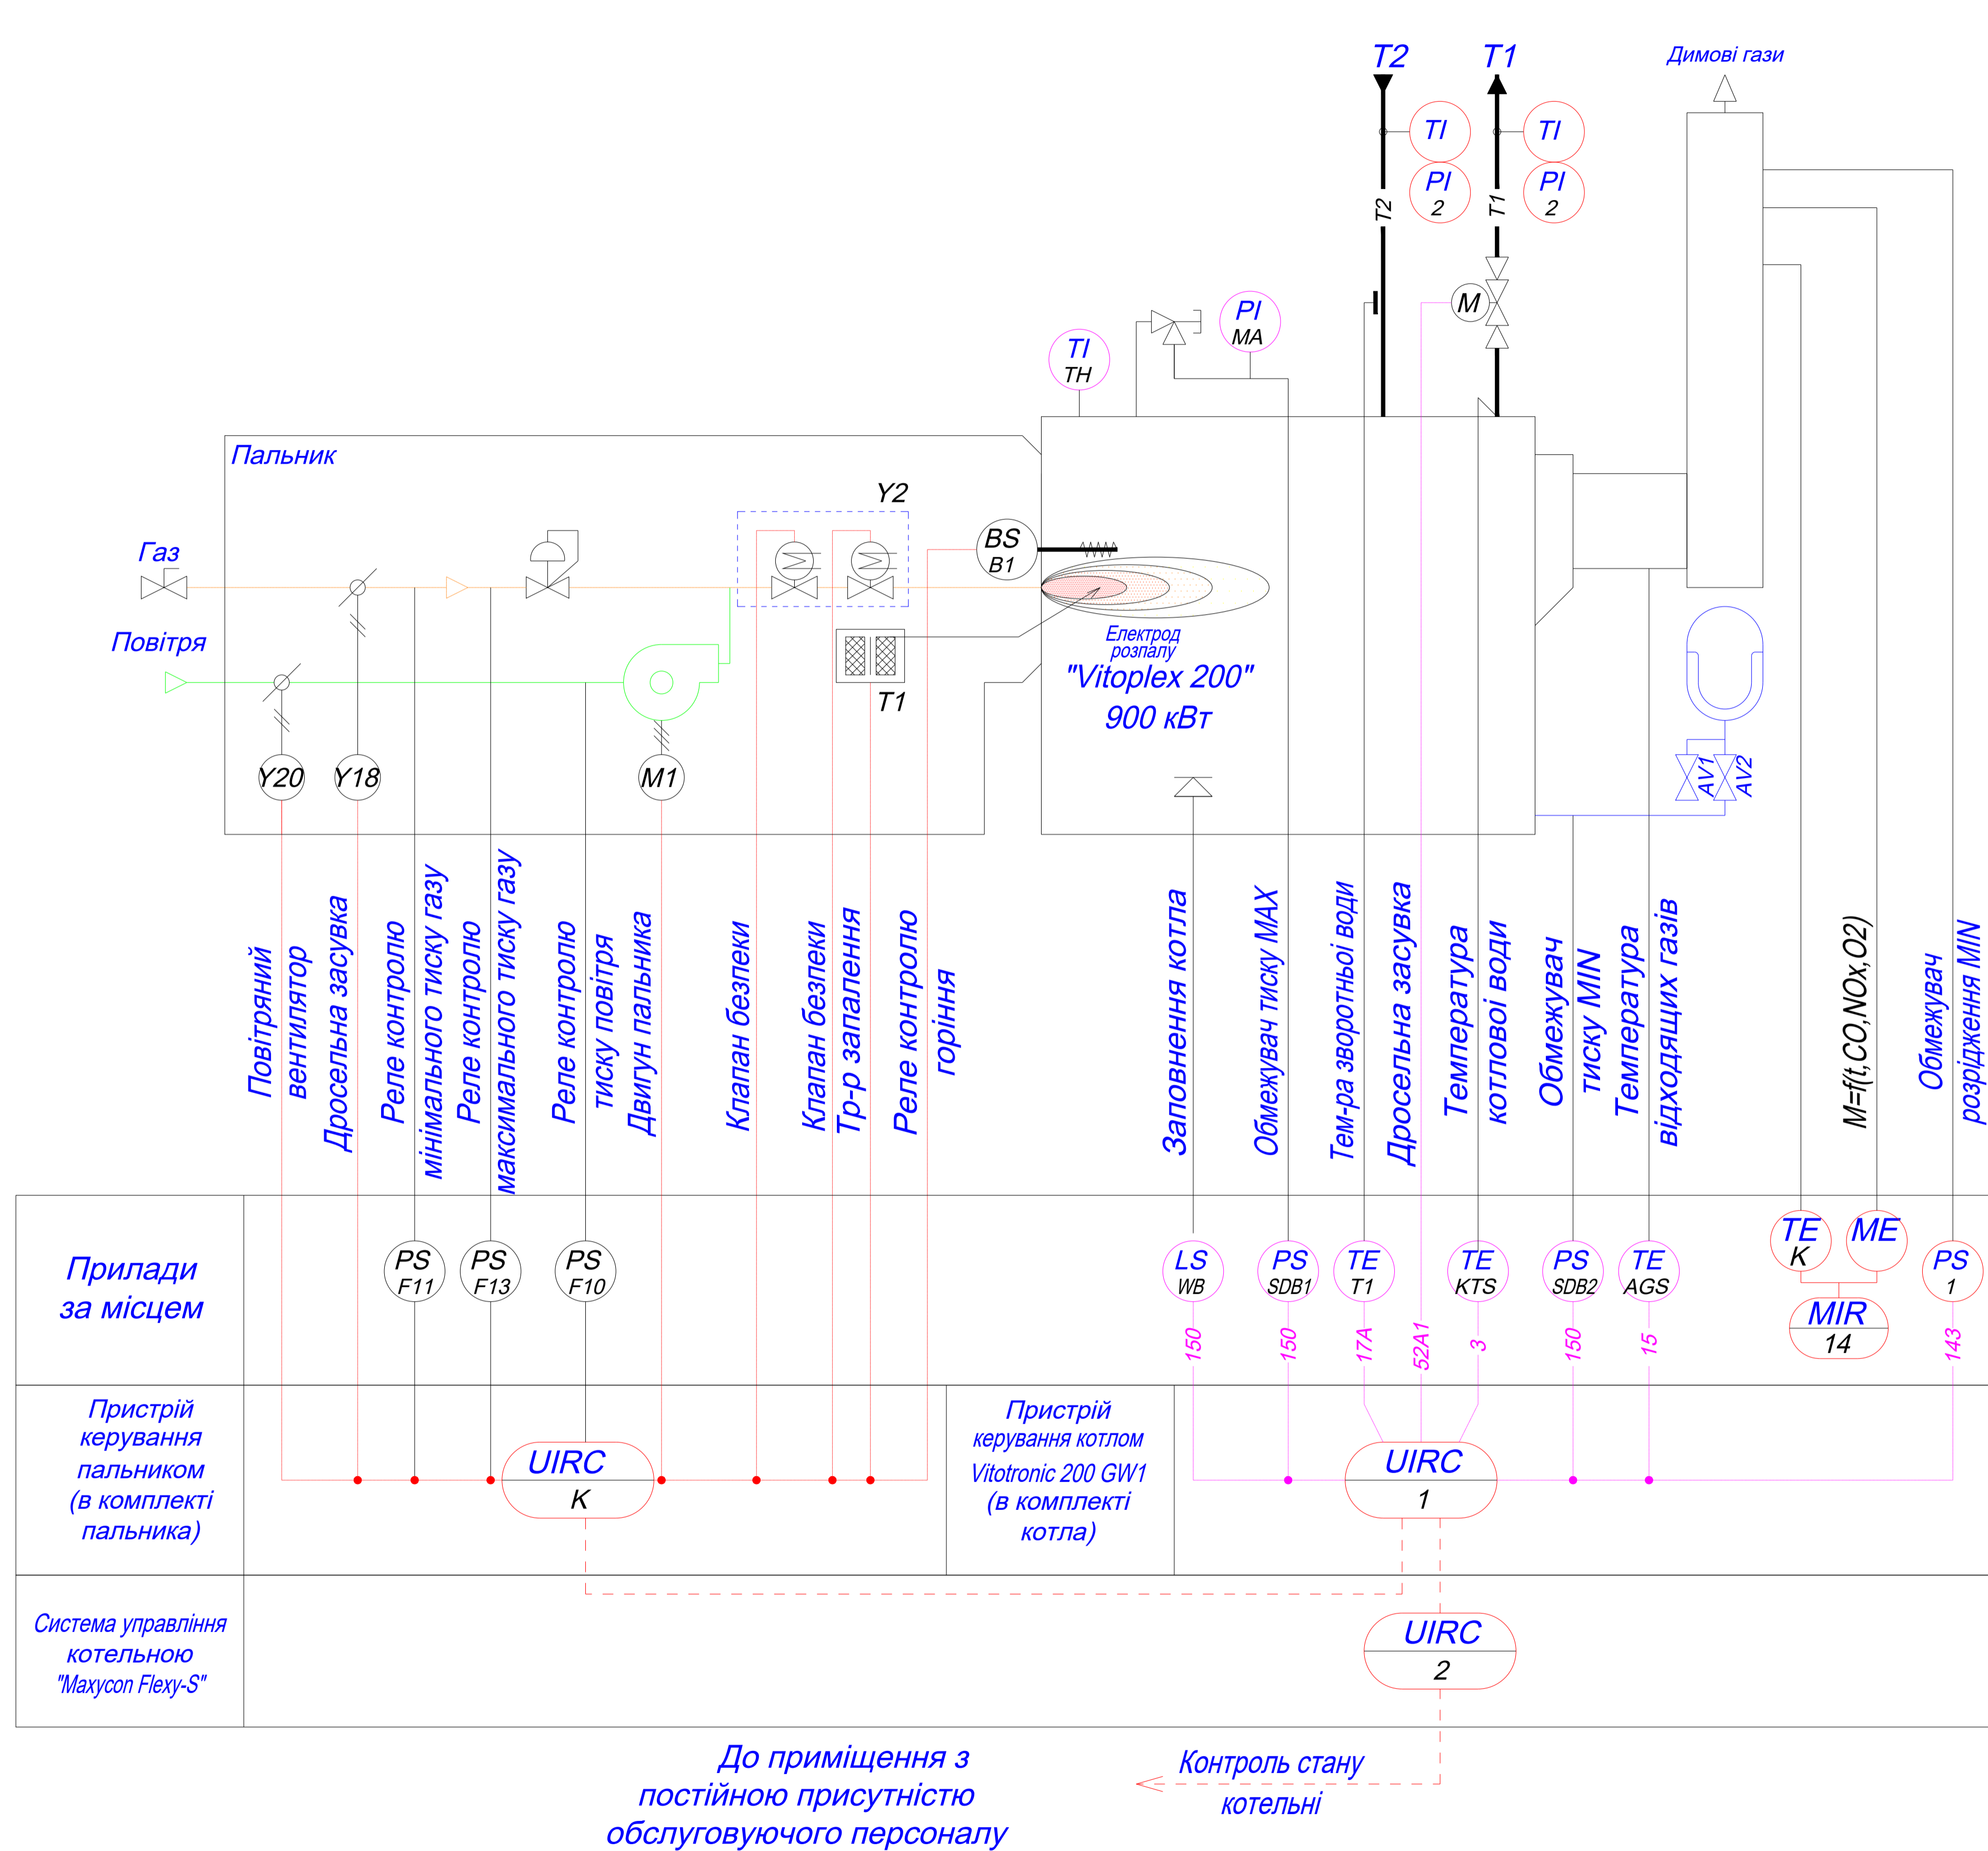 T2
T1
Димові гази
TI
TI
PI
2
PI
2
T2
T1
M
PI
MA
TI
TH
Пальник
Y2
BS
B1
Газ
Повітря
Електрод
розпалу
"Vitoplex 200"
900 кВт
T1
Y20
Y18
M1
AV1
AV2
Повітряний
вентилятор
Дросельна засувка
Реле контролю
мінімального тиску газу
Реле контролю
максимального тиску газу
Реле контролю
тиску повітря
Двигун пальника
Клапан безпеки
Клапан безпеки
Тр-р запалення
Реле контролю
горіння
Заповнення котла
Обмежувач тиску MAX
Тем-ра зворотньої води
Дросельна засувка
Температура
котлової води
Обмежувач
тиску MIN
Температура
відходящих газів
M=f(t,CO,NOx,O2)
Обмежувач
розрідження MIN
Прилади
за місцем
PS
F11
PS
F13
PS
F10
LS
WB
PS
SDB1
TE
T1
TE
KTS
PS
SDB2
TE
AGS
TE
K
ME
MIR
14
PS
1
150
150
17A
52A1
3
150
15
143
Пристрій
керування
пальником
(в комплекті
пальника)
UIRC
K
Пристрій
керування котлом
Vitotronic 200 GW1
(в комплекті
котла)
UIRC
1
Система управління
котельною
"Maxycon Flexy-S"
UIRC
2
До приміщення з
постійною присутністю
обслуговуючого персоналу
Контроль стану
котельні